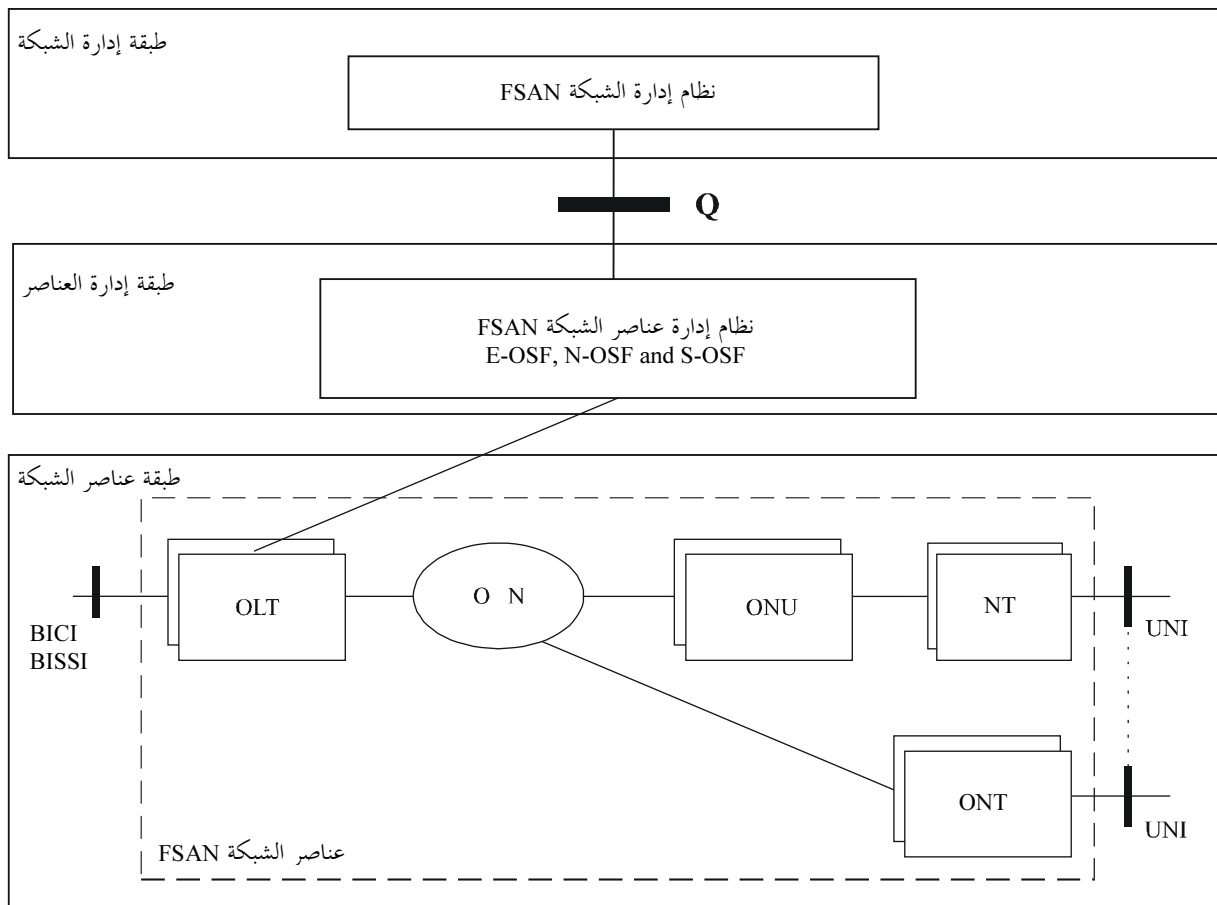 طبقة إدارة الشبكة
نظام إدارة الشبكة FSAN
Q
طبقة إدارة العناصر
نظام إدارة عناصر الشبكة FSAN
E-OSF, N-OSF and S-OSF
طبقة عناصر الشبكة
OLT
O N
ONU
NT
BICI
BISSI
UNI
ONT
UNI
عناصر الشبكة FSAN